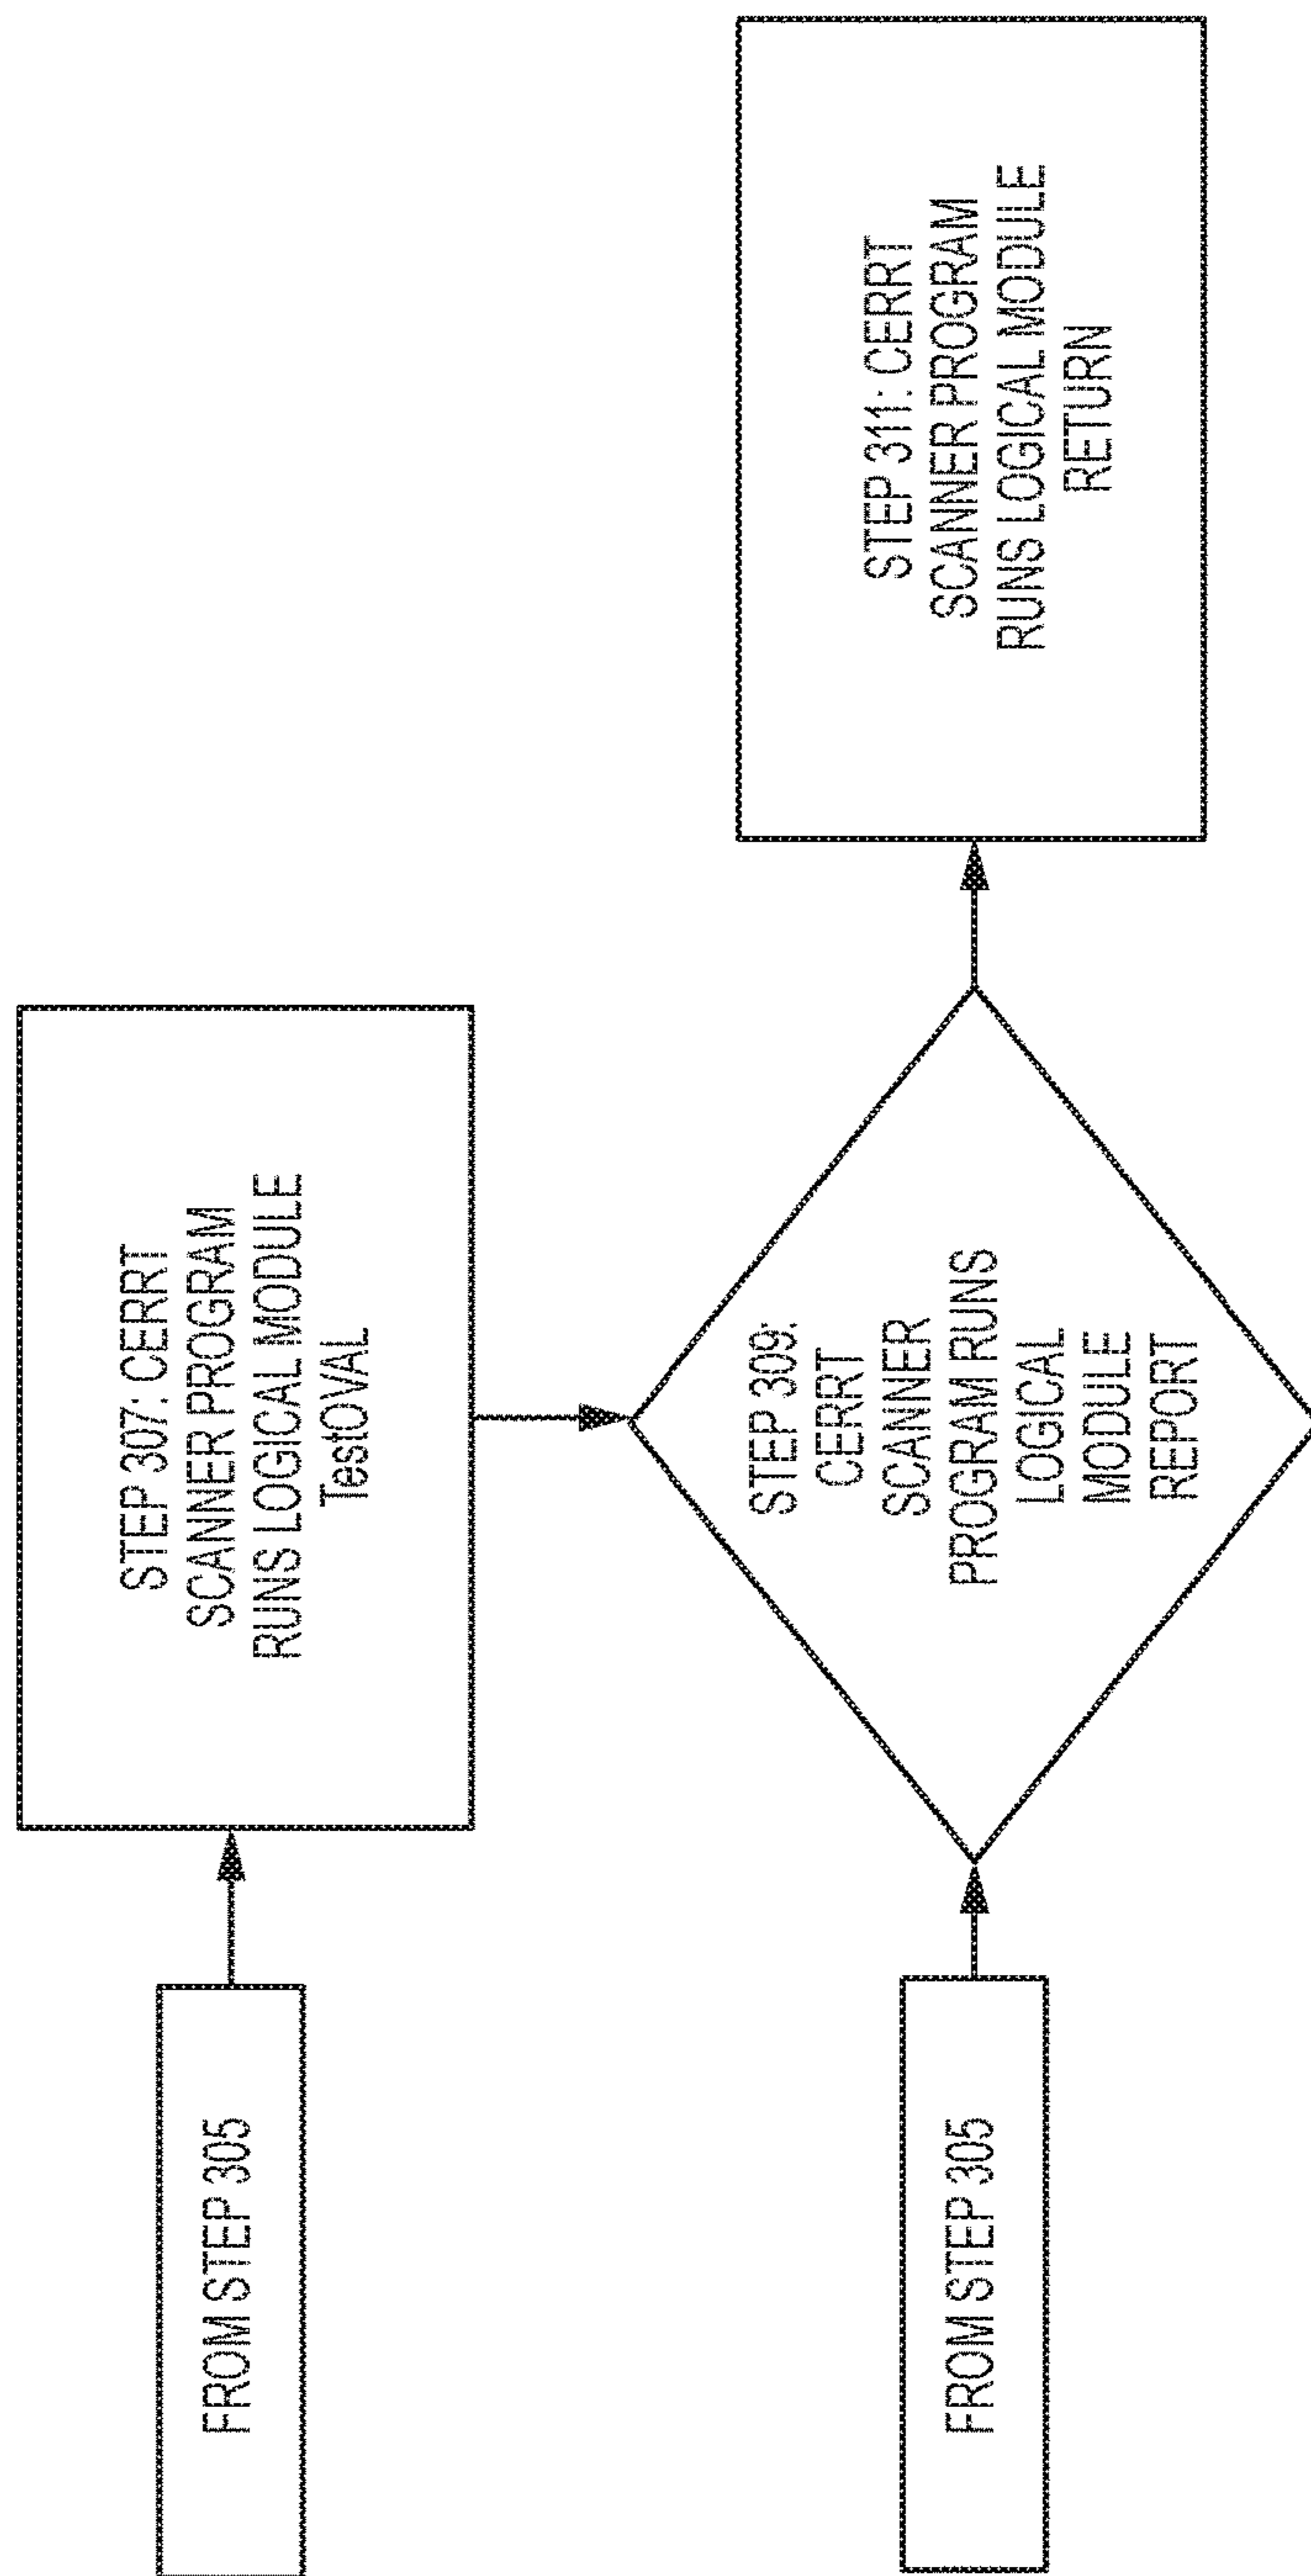 FROM STEP 305
STEP 307: CERRT
SCANNER PROGRAM
RUNS LOGICAL MODULE
TestOVAL
FROM STEP 305
STEP 309:
CERRT
SCANNER
PROGRAM RUNS
LOGICAL
MODULE
REPORT
STEP 311: CERRT
SCANNER PROGRAM
RUNS LOGICAL MODULE
RETURN